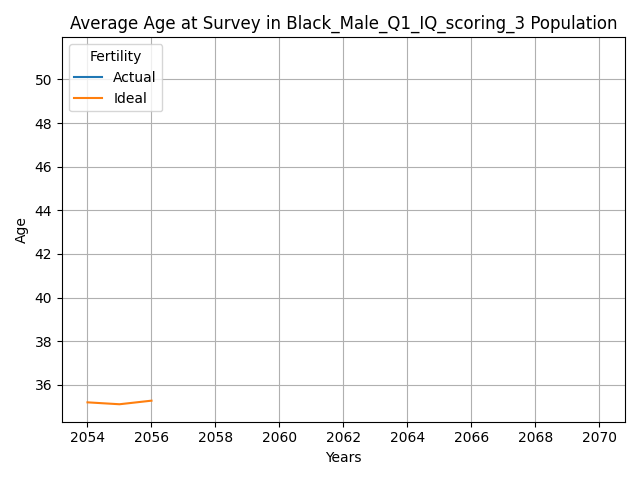 Average Age at Survey in Black_Male_Q1_IQ_scoring_3 Population
Fertility
Actual
Ideal
50
48
46
44
42
40
38
36
Age
2054 2056 2058 2060 2062 2064 2066 2068 2070
Years